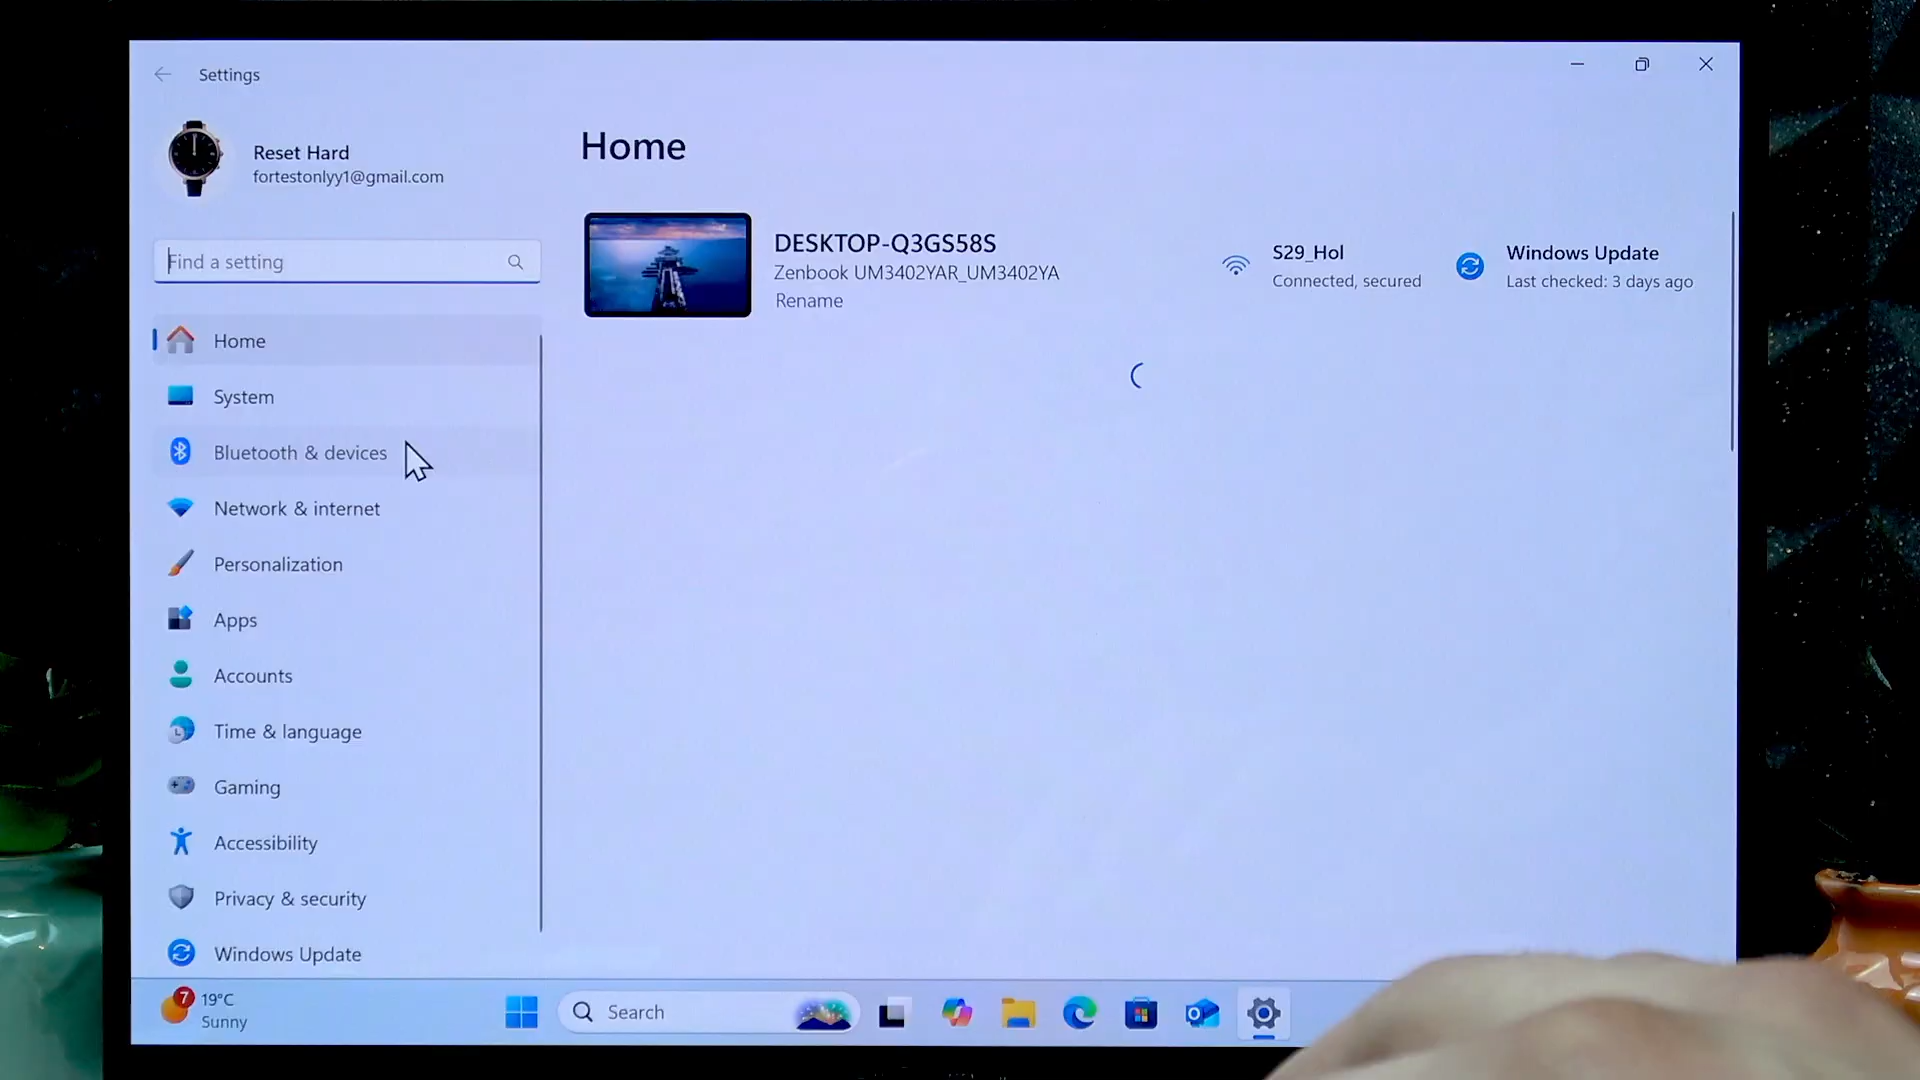 Settings
Reset Hard
fortestonlyy1@gmail.com
Find a setting
Home
System
Bluetooth & devices
Network & internet
Personalization
Apps
Accounts
Time & language
Gaming
Accessibility
Privacy & security
Windows Update
Home
DESKTOP-Q3GS58S
Zenbook UM3402YAR_UM3402YA
Rename
S29_Hol
Connected, secured
Windows Update
Last checked: 3 days ago
7
19°C
Sunny
Search